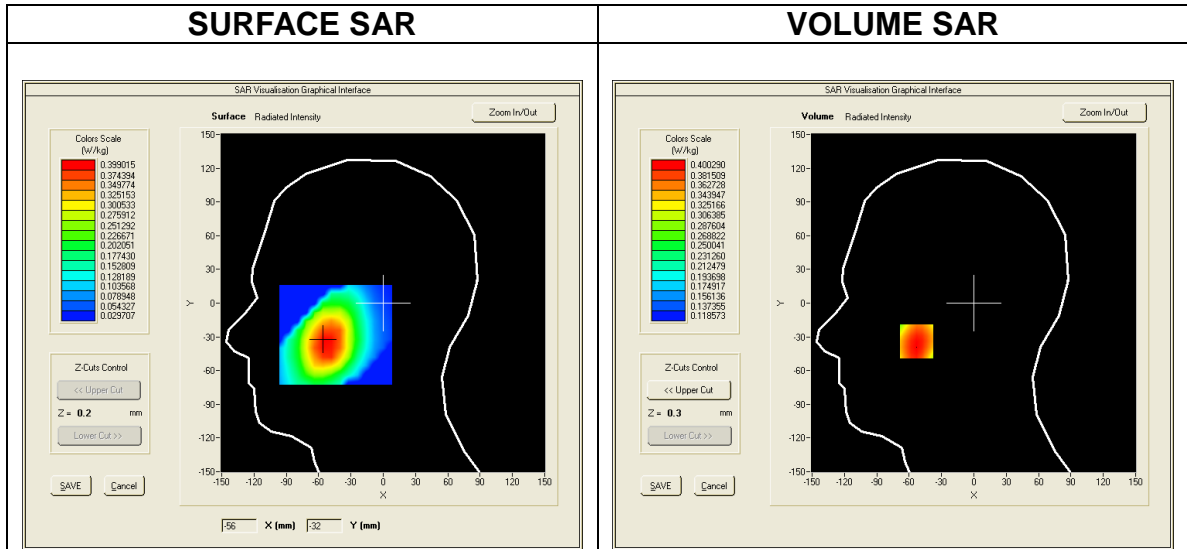 SURFACE SAR
SAR Visualisation Graphical Interface
Surface Radiated Intensity
Zoom In/Out
Colors Scale
(W/kg)
0.399015
0.374394
0.349774
0.325153
0.300533
0.275912
0.251292
0.226671
0.202051
0.177430
0.152809
0.128189
0.103568
0.078948
0.054327
0.029707
Z-Cuts Control
<< Upper Cut
Z = 0.2 mm
Lower Cut >>
SAVE Cancel
150-
120-
90-
60-
30-
0-
-30-
-60-
-90-
-120-
-150-
Y
-150 -120 -90 -60 -30 0 30 60 90 120 150
X
-56 X (mm) -32 Y (mm)
VOLUME SAR
SAR Visualisation Graphical Interface
Volume Radiated Intensity
Zoom In/Out
Colors Scale
(W/kg)
0.400290
0.381509
0.362728
0.343947
0.325166
0.306385
0.287604
0.268822
0.250041
0.231260
0.212479
0.193698
0.174917
0.156136
0.137355
0.118573
Z-Cuts Control
<< Upper Cut
Z = 0.3 mm
Lower Cut >>
SAVE Cancel
150-
120-
90-
60-
30-
0-
-30-
-60-
-90-
-120-
-150-
Y
-150 -120 -90 -60 -30 0 30 60 90 120 150
X